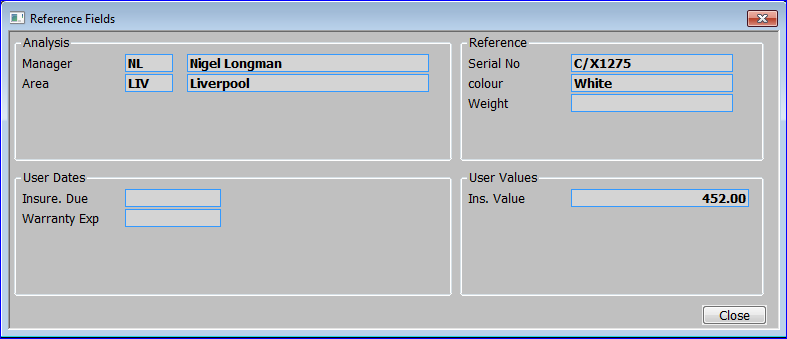 Reference Fields
Analysis
Manager NL Nigel Longman
Area LIV Liverpool
Reference
Serial No C/X1275
colour White
Weight
User Dates
Insure. Due
Warranty Exp
User Values
Ins. Value 452.00
Close